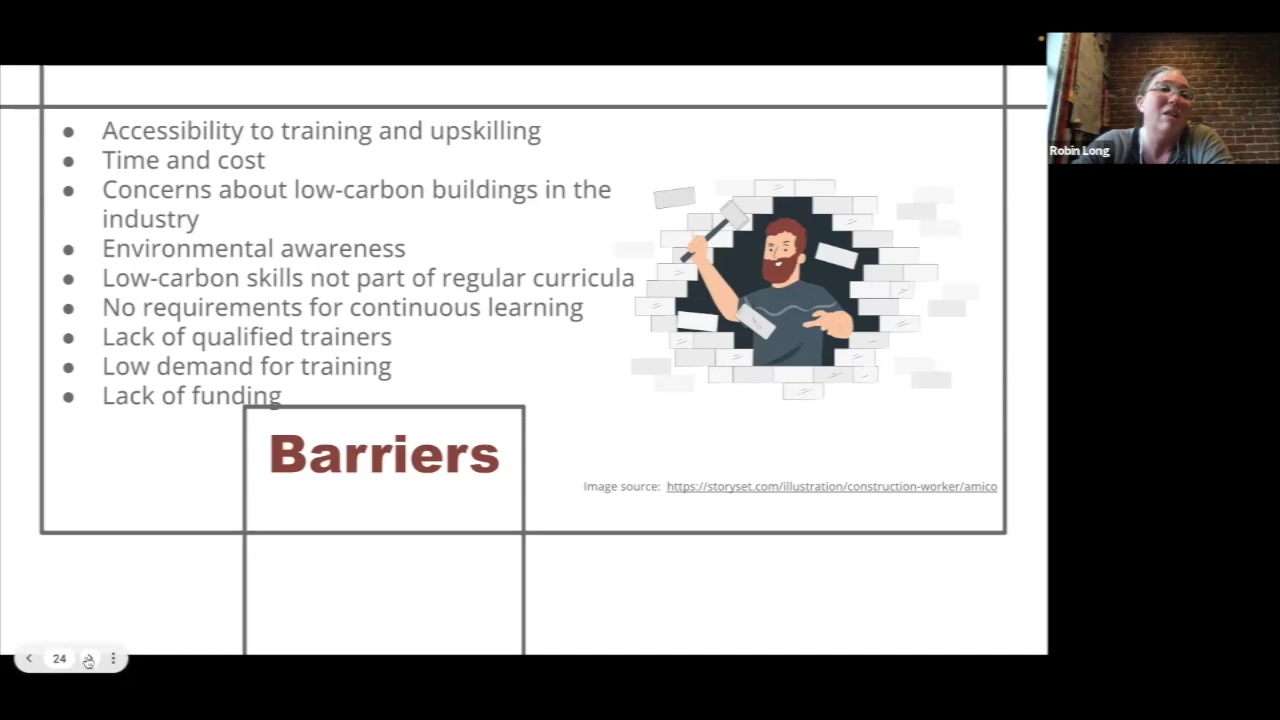 Accessibility to training and upskilling
Time and cost
Concerns about low-carbon buildings in the
industry
Environmental awareness
Low-carbon skills not part of regular curricula
No requirements for continuous learning
Lack of qualified trainers
Low demand for training
Lack of funding
Barriers
Image source: https://storyset.com/illustration/construction-worker/amico
24
Robin Long